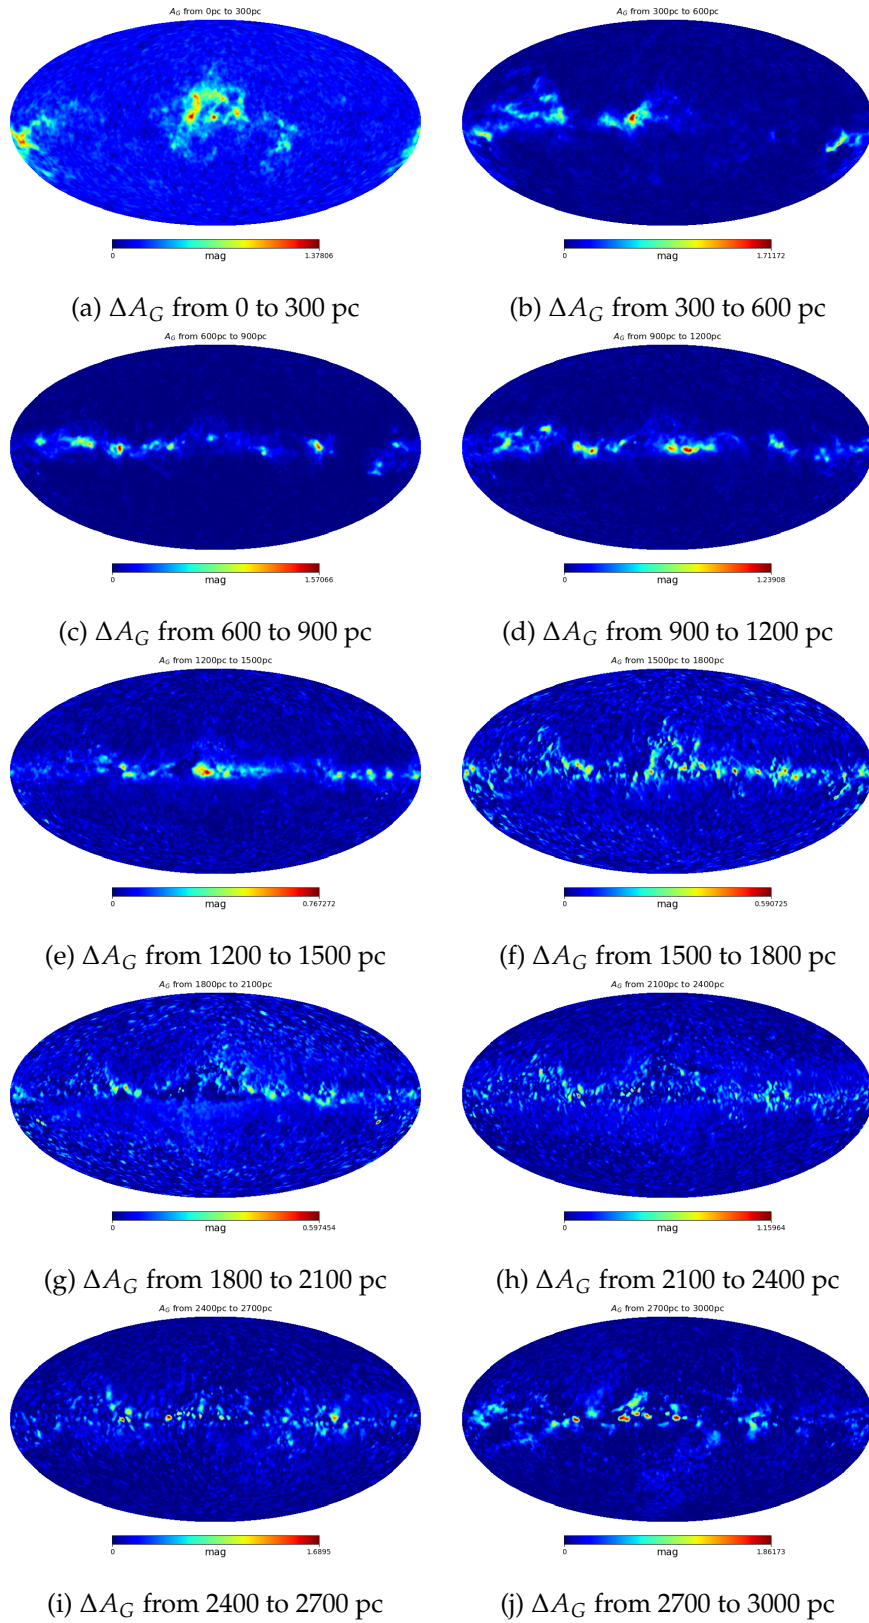 A_G from 0pc to 300pc
0
mag
1.37806
(a) ΔA_G from 0 to 300 pc
A_G from 300pc to 600pc
0
mag
1.71172
(b) ΔA_G from 300 to 600 pc
A_G from 600pc to 900pc
0
mag
1.57066
(c) ΔA_G from 600 to 900 pc
A_G from 900pc to 1200pc
0
mag
1.23908
(d) ΔA_G from 900 to 1200 pc
A_G from 1200pc to 1500pc
0
mag
0.767272
(e) ΔA_G from 1200 to 1500 pc
A_G from 1500pc to 1800pc
0
mag
0.590725
(f) ΔA_G from 1500 to 1800 pc
A_G from 1800pc to 2100pc
0
mag
0.597454
(g) ΔA_G from 1800 to 2100 pc
A_G from 2100pc to 2400pc
0
mag
1.15964
(h) ΔA_G from 2100 to 2400 pc
A_G from 2400pc to 2700pc
0
mag
1.6895
(i) ΔA_G from 2400 to 2700 pc
A_G from 2700pc to 3000pc
0
mag
1.86173
(j) ΔA_G from 2700 to 3000 pc